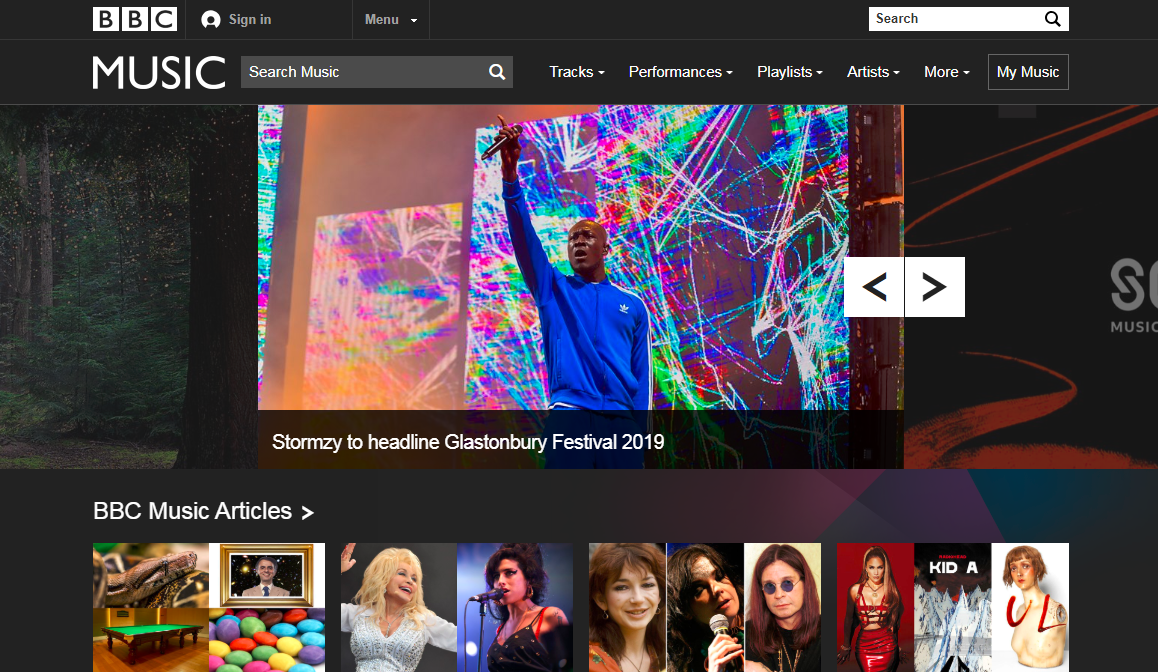 BBC
Sign in
Menu
Search
MUSIC
Search Music
Tracks
Performances
Playlists
Artists
More
My Music
MUSIC
Stormzy to headline Glastonbury Festival 2019
BBC Music Articles >
KID A